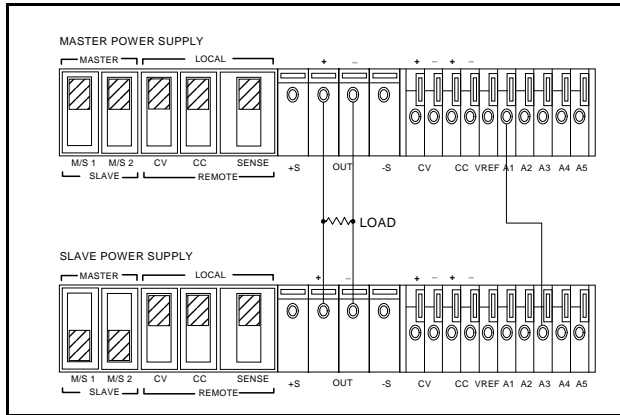 MASTER POWER SUPPLY
MASTER LOCAL
+ – + – + –
M/S 1 M/S 2 CV CC SENSE +S OUT -S CV CC VREF A1 A2 A3 A4 A5
SLAVE REMOTE
LOAD
SLAVE POWER SUPPLY
MASTER LOCAL
+ – + – + –
M/S 1 M/S 2 CV CC SENSE +S OUT -S CV CC VREF A1 A2 A3 A4 A5
SLAVE REMOTE